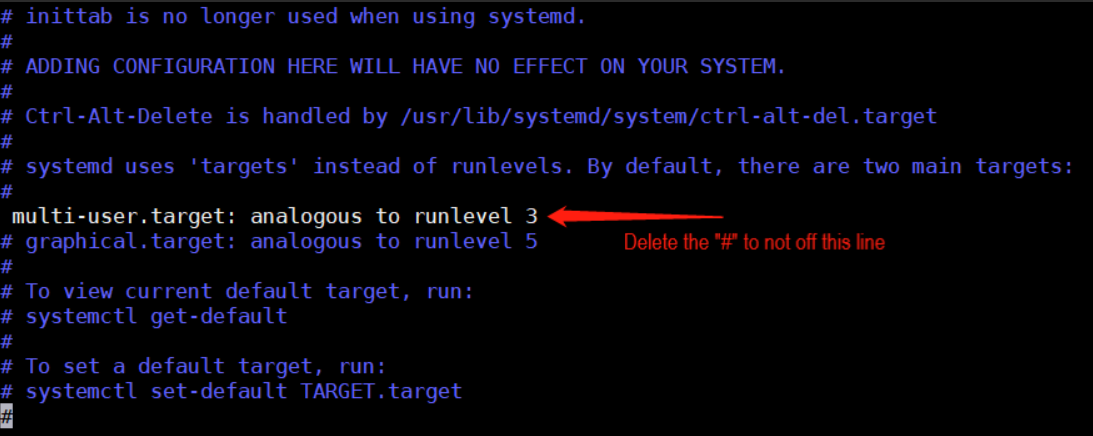 # inittab is no longer used when using systemd.
#
# ADDING CONFIGURATION HERE WILL HAVE NO EFFECT ON YOUR SYSTEM.
#
# Ctrl-Alt-Delete is handled by /usr/lib/systemd/system/ctrl-alt-del.target
#
# systemd uses 'targets' instead of runlevels. By default, there are two main targets:
#
multi-user.target: analogous to runlevel 3
# graphical.target: analogous to runlevel 5
Delete the "#" to not off this line
#
# To view current default target, run:
# systemctl get-default
#
# To set a default target, run:
# systemctl set-default TARGET.target
#